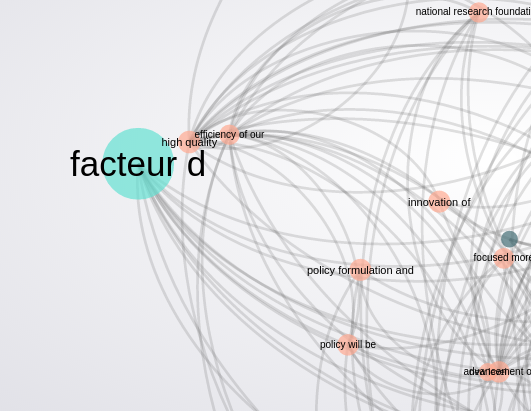 national research foundati
efficiency of our
high quality
facteur d
innovation of
focused more
policy formulation and
policy will be
advancement o